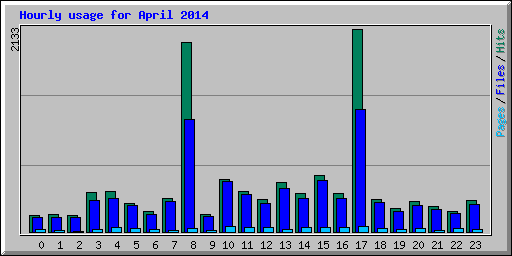 Hourly usage for April 2014
2133
Pages / Files / Hits
0 1 2 3 4 5 6 7 8 9 10 11 12 13 14 15 16 17 18 19 20 21 22 23